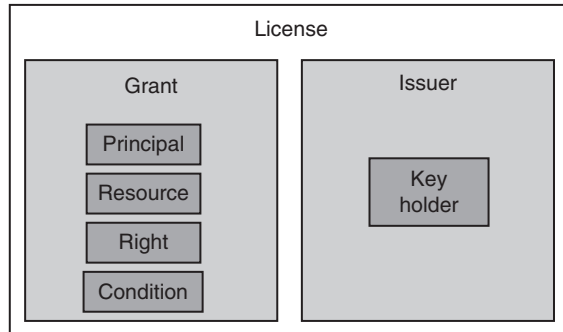 License
Grant
Principal
Resource
Right
Condition
Issuer
Key
holder